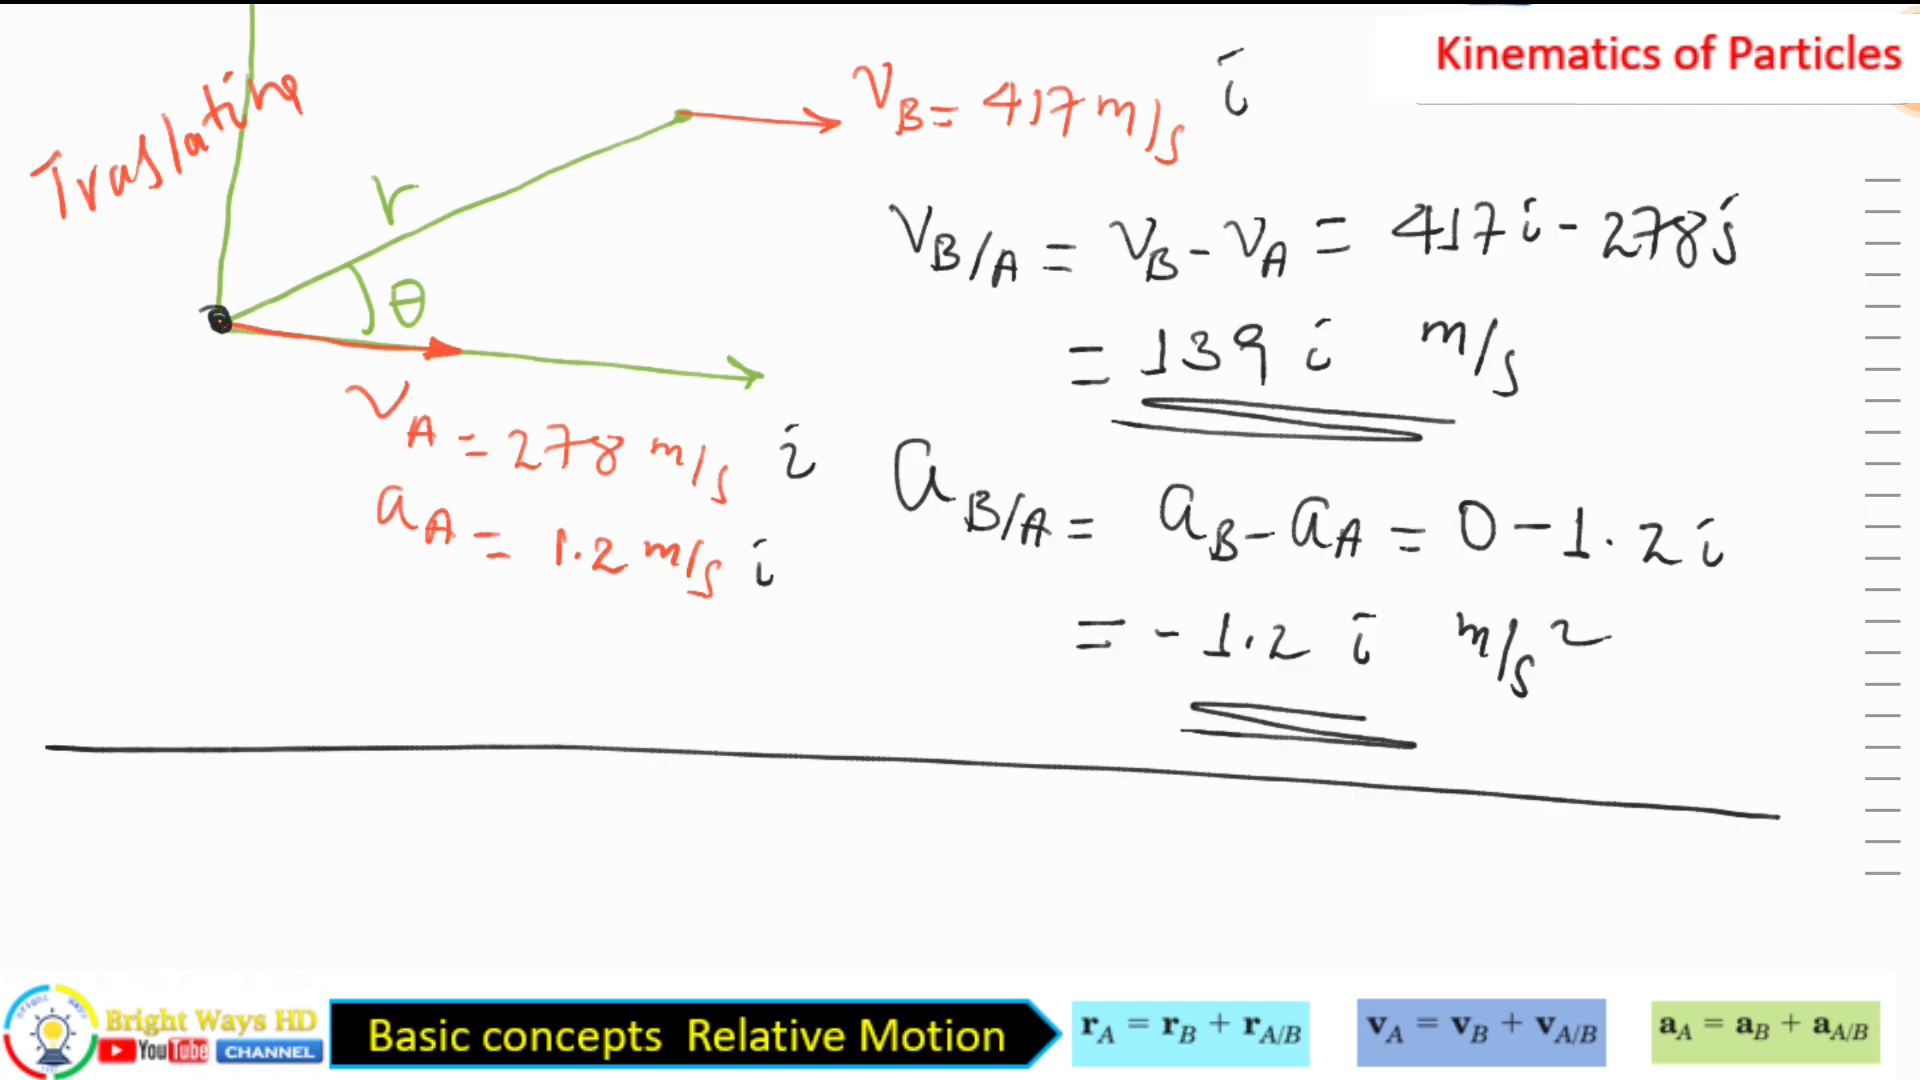 Kinematics of Particles
Traslating
r
θ
V_B = 417 m/s i
V_A = 278 m/s i
a_A = 1.2 m/s i
V_B/A = V_B - V_A = 417 i - 278 j
= 139 i m/s
a_B/A = a_B - a_A = 0 - 1.2 i
= - 1.2 i m/s²
Bright Ways HD
YouTube CHANNEL
Basic concepts Relative Motion
r_A = r_B + r_A/B
v_A = v_B + v_A/B
a_A = a_B + a_A/B